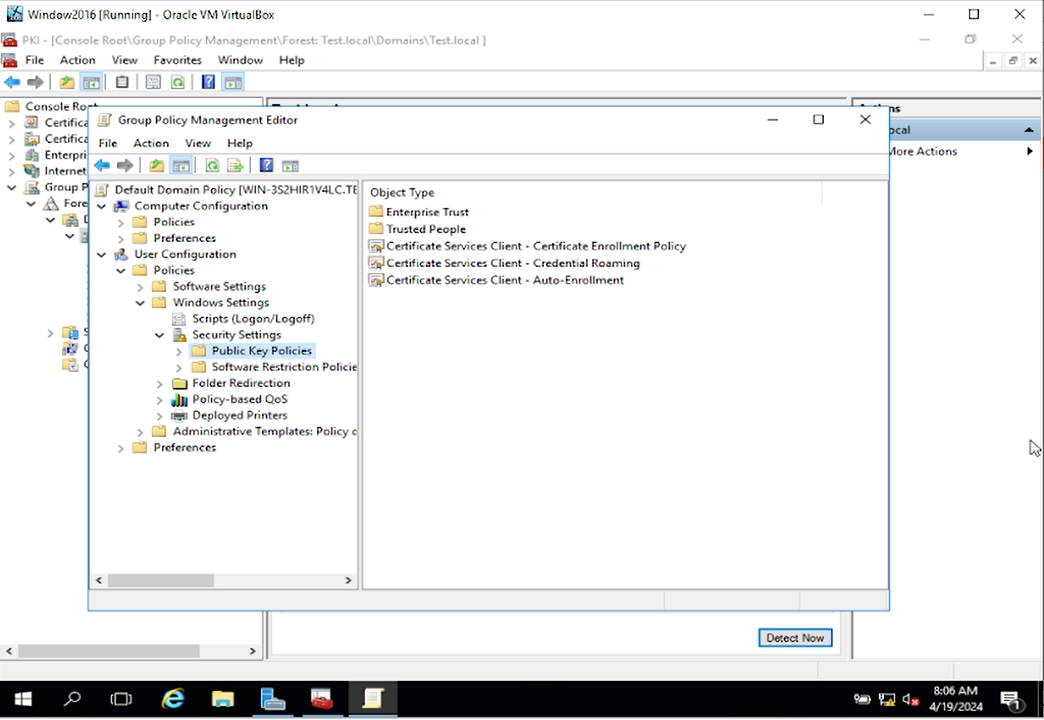 Window2016 [Running] - Oracle VM VirtualBox
PKI - [Console Root\Group Policy Management\Forest: Test.local\Domains\Test.local ]
File Action View Favorites Window Help
Console Ro
Certifica
Certifica
Enterpri
Internet
Group P
Fore
Group Policy Management Editor
File Action View Help
Default Domain Policy [WIN-3S2HIR1V4LC.TE
Computer Configuration
Policies
Preferences
User Configuration
Policies
Software Settings
Windows Settings
Scripts (Logon/Logoff)
Security Settings
Public Key Policies
Software Restriction Policie
Folder Redirection
Policy-based QoS
Deployed Printers
Administrative Templates: Policy
Preferences
Object Type
Enterprise Trust
Trusted People
Certificate Services Client - Certificate Enrollment Policy
Certificate Services Client - Credential Roaming
Certificate Services Client - Auto-Enrollment
ns
ocal
More Actions
Detect Now
8:06 AM
4/19/2024
1